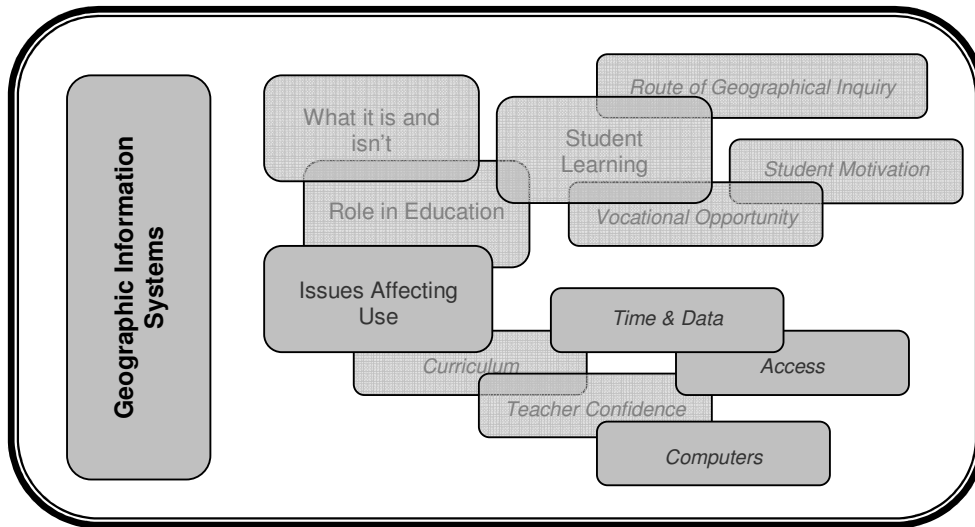 Geographic Information
Systems
What it is and
isn't
Role in Education
Issues Affecting
Use
Student
Learning
Route of Geographical Inquiry
Student Motivation
Vocational Opportunity
Time & Data
Curriculum
Access
Teacher Confidence
Computers